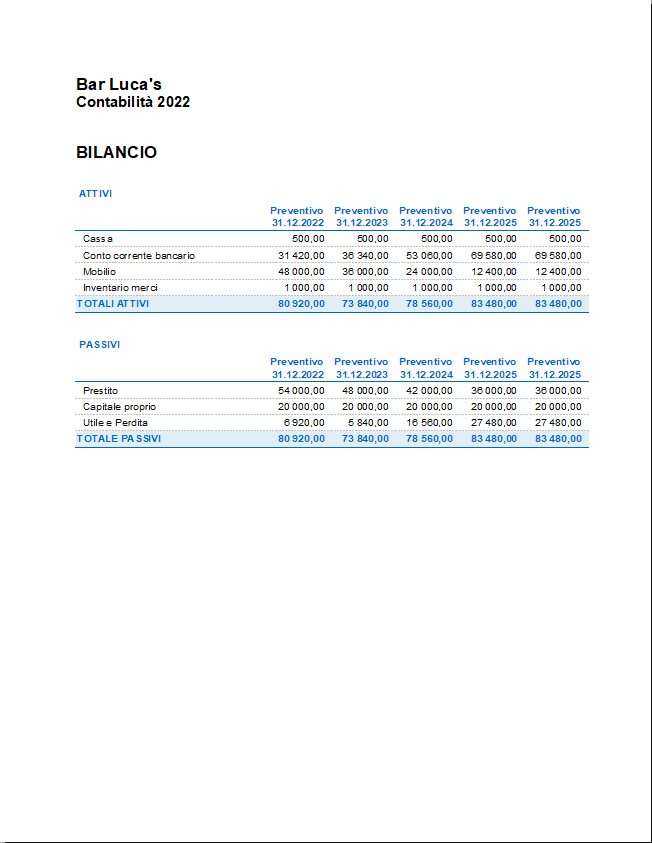 Bar Luca's
Contabilità 2022
BILANCIO
ATTIVI
Preventivo Preventivo Preventivo Preventivo Preventivo
31.12.2022 31.12.2023 31.12.2024 31.12.2025 31.12.2025
Cassa 500,00 500,00 500,00 500,00 500,00
Conto corrente bancario 31 420,00 36 340,00 53 060,00 69 580,00 69 580,00
Mobilio 48 000,00 36 000,00 24 000,00 12 400,00 12 400,00
Inventario merci 1 000,00 1 000,00 1 000,00 1 000,00 1 000,00
TOTALI ATTIVI 80 920,00 73 840,00 78 560,00 83 480,00 83 480,00
PASSIVI
Preventivo Preventivo Preventivo Preventivo Preventivo
31.12.2022 31.12.2023 31.12.2024 31.12.2025 31.12.2025
Prestito 54 000,00 48 000,00 42 000,00 36 000,00 36 000,00
Capitale proprio 20 000,00 20 000,00 20 000,00 20 000,00 20 000,00
Utile e Perdita 6 920,00 5 840,00 16 560,00 27 480,00 27 480,00
TOTALE PASSIVI 80 920,00 73 840,00 78 560,00 83 480,00 83 480,00